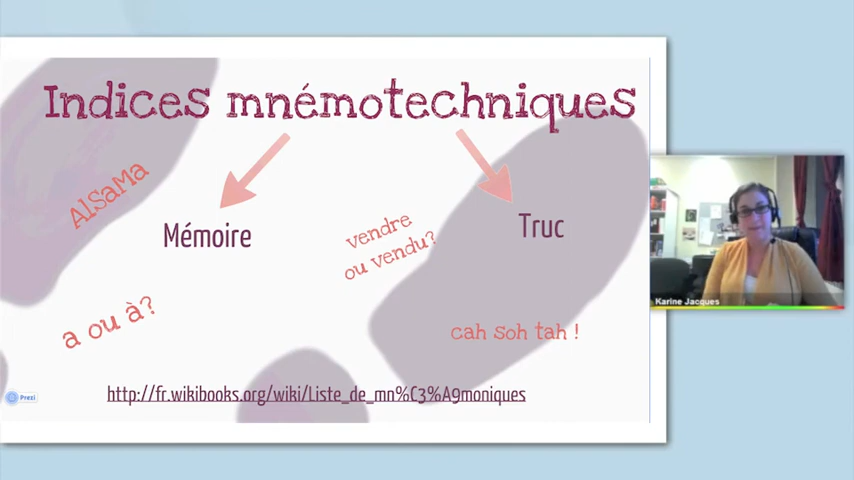 Indices mnémotechniques
AlSaMa
Mémoire
vendre
ou vendu?
Truc
a ou à?
cah soh tah !
http://fr.wikibooks.org/wiki/Liste_de_mn%C3%A9moniques
Prezi
Karine Jacques